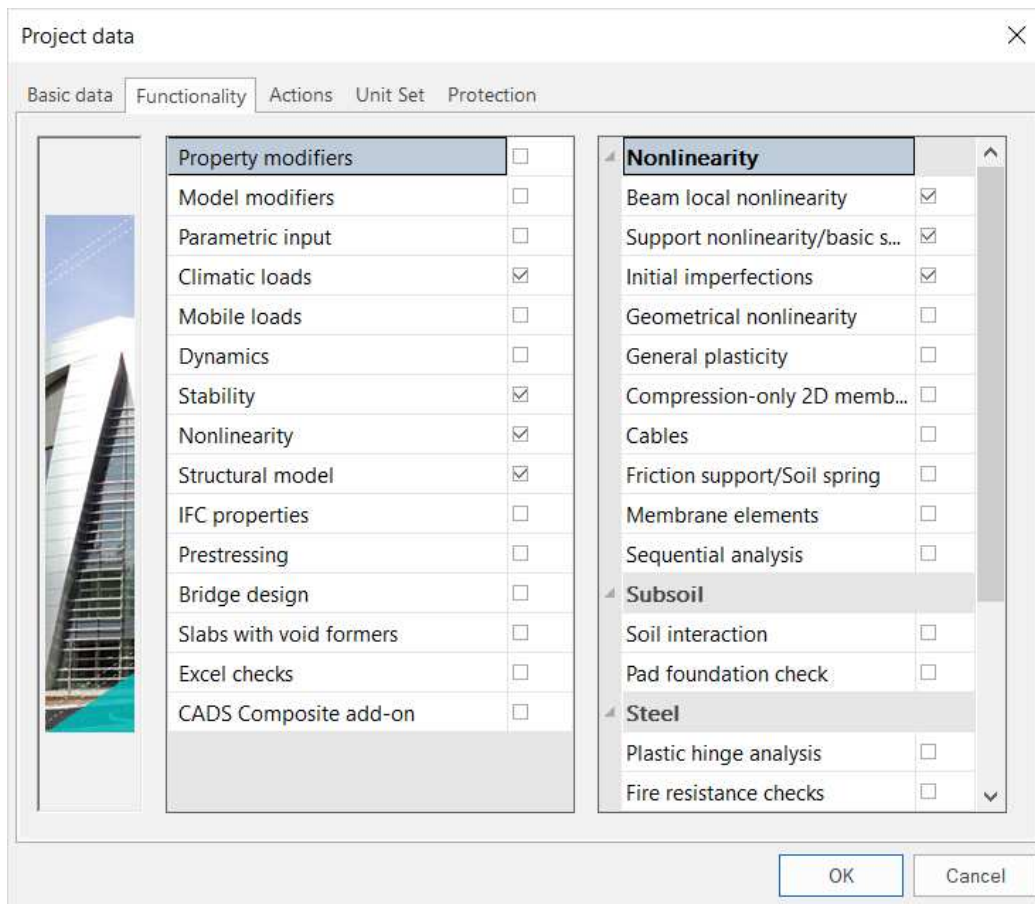 Project data
Basic data Functionality Actions Unit Set Protection
Property modifiers
Model modifiers
Parametric input
Climatic loads
Mobile loads
Dynamics
Stability
Nonlinearity
Structural model
IFC properties
Prestressing
Bridge design
Slabs with void formers
Excel checks
CADS Composite add-on
Nonlinearity
Beam local nonlinearity
Support nonlinearity/basic s...
Initial imperfections
Geometrical nonlinearity
General plasticity
Compression-only 2D memb...
Cables
Friction support/Soil spring
Membrane elements
Sequential analysis
Subsoil
Soil interaction
Pad foundation check
Steel
Plastic hinge analysis
Fire resistance checks
OK Cancel